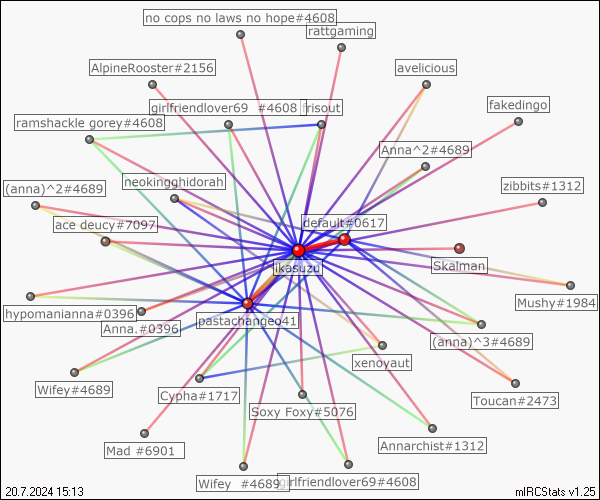 no cops no laws no hope#4608
rattgaming
AlpineRooster#2156
avelicious
girlfriendlover69 #4608
frisout
fakedingo
ramshackle gorey#4608
Anna^2#4689
(anna)^2#4689
neokingghidorah
zibbits#1312
ace deucy#7097
default#0617
ikasuzu
Skalman
hypomanianna#0396
Mushy#1984
Anna.#0396
pastachangeo41
(anna)^3#4689
xenoyaut
Wifey#4689
Cypha#1717
Toucan#2473
Soxy Foxy#5076
Mad #6901
Annarchist#1312
Wifey #4689
girlfriendlover69#4608
20.7.2024 15:13
mIRCStats v1.25